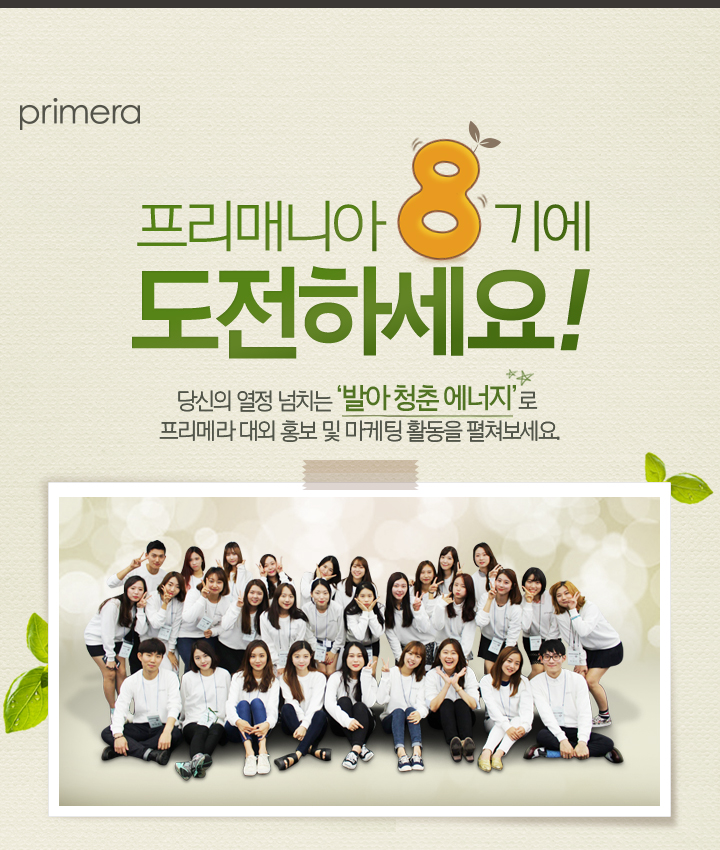 primera
프리매니아 8기에
도전하세요!
당신의 열정 넘치는 ‘발아 청춘 에너지’로
프리메라 대외 홍보 및 마케팅 활동을 펼쳐보세요.